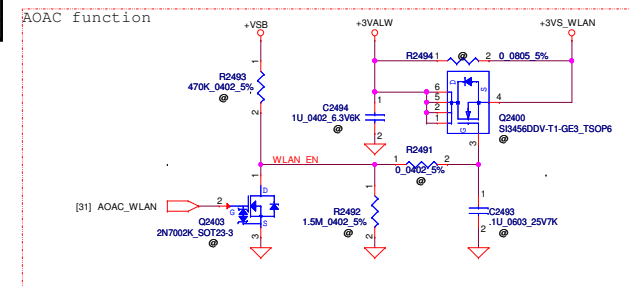 AOAC function
+VSB
+3VALW
+3VS_WLAN
R2494 1 @ 2 0_0805_5%
1
R2493
470K_0402_5%
@
2
6
5
2
1
D
S
G
4
3
Q2400
SI3456DDV-T1-GE3_TSOP6
@
1
C2494
1U_0402_6.3V6K
@
2
WLAN_EN
R2491
1 2
0_0402_5%
@
[31] AOAC_WLAN
2
1
D
G
S
3
Q2403
2N7002K_SOT23-3
@
1
R2492
1.5M_0402_5%
@
2
1
C2493
.1U_0603_25V7K
@
2